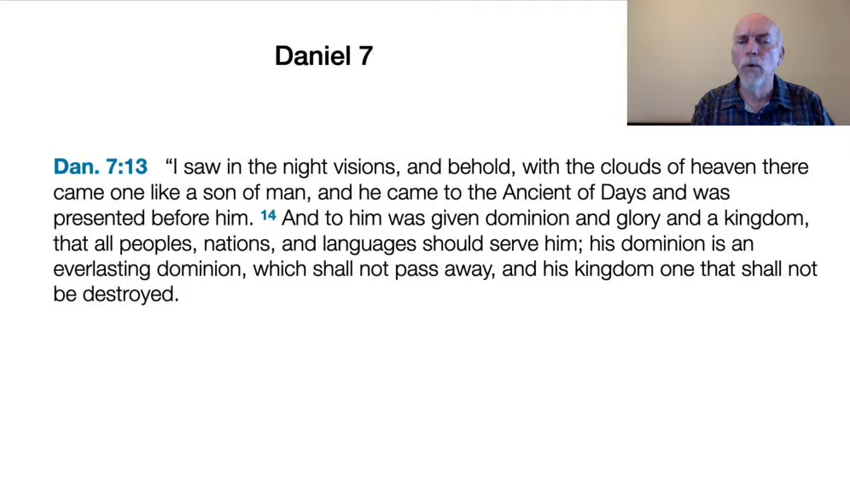 Daniel 7
Dan. 7:13 “I saw in the night visions, and behold, with the clouds of heaven there
came one like a son of man, and he came to the Ancient of Days and was
presented before him. 14 And to him was given dominion and glory and a kingdom,
that all peoples, nations, and languages should serve him; his dominion is an
everlasting dominion, which shall not pass away, and his kingdom one that shall not
be destroyed.